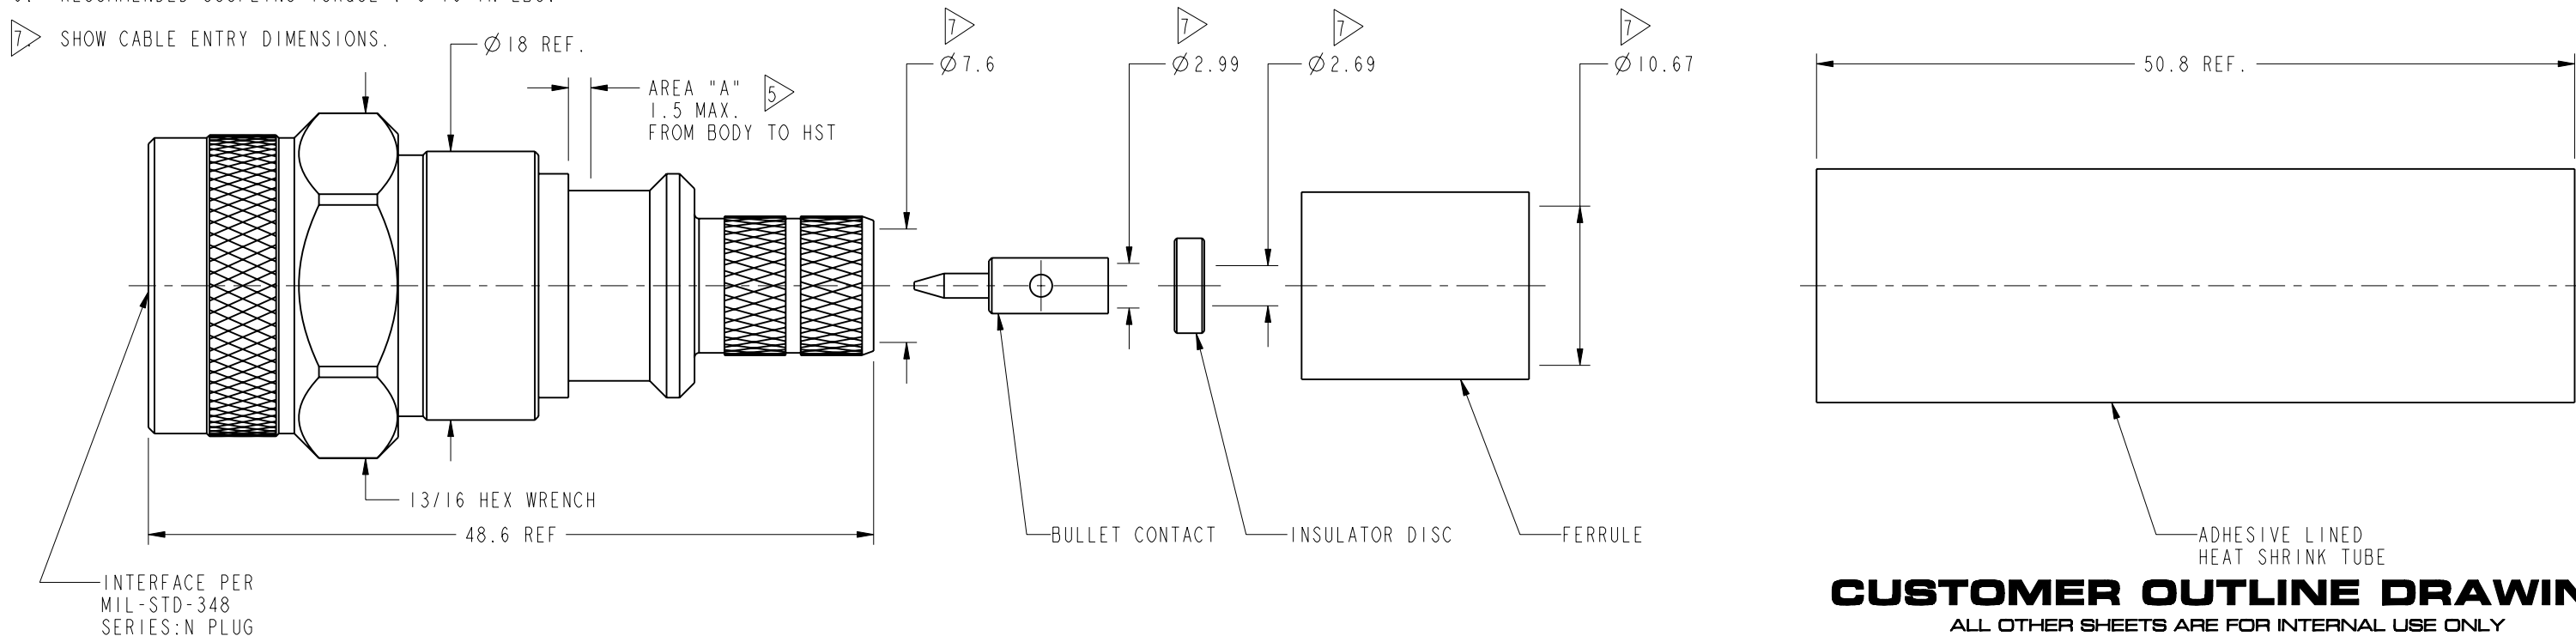 7. SHOW CABLE ENTRY DIMENSIONS.
Ø18 REF.
AREA "A" 5
1.5 MAX.
FROM BODY TO HST
7
Ø7.6
7
Ø2.99
7
Ø2.69
7
Ø10.67
50.8 REF.
13/16 HEX WRENCH
48.6 REF
INTERFACE PER
MIL-STD-348
SERIES:N PLUG
BULLET CONTACT
INSULATOR DISC
FERRULE
ADHESIVE LINED
HEAT SHRINK TUBE
CUSTOMER OUTLINE DRAWIN
ALL OTHER SHEETS ARE FOR INTERNAL USE ONLY